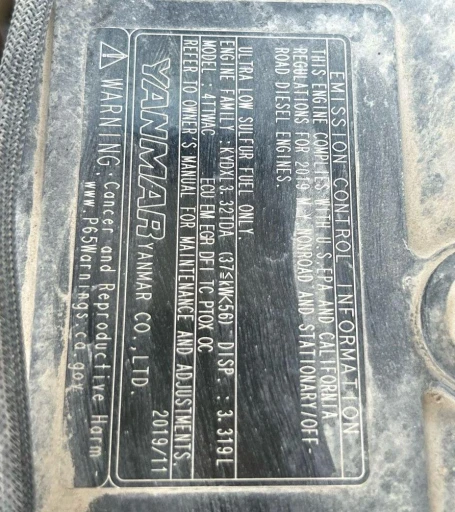 EMISSION CONTROL INFORMATION
THIS ENGINE COMPLIES WITH U.S.EPA AND CALIFORNIA
REGULATIONS FOR 2019 MY NONROAD AND STATIONARY/OFF-
ROAD DIESEL ENGINES.
ULTRA LOW SULFUR FUEL ONLY.
ENGINE FAMILY : KYDXL3.32TDA (37≤kW<56) DISP. : 3.319L
MODEL : 4TTWAC ECU EM EGR DFI TC PTOX OC
REFER TO OWNER'S MANUAL FOR MAINTENANCE AND ADJUSTMENTS.
YANMAR YANMAR CO.,LTD. 2019/11
⚠ WARNING: Cancer and Reproductive Harm
www.P65Warnings.ca.gov